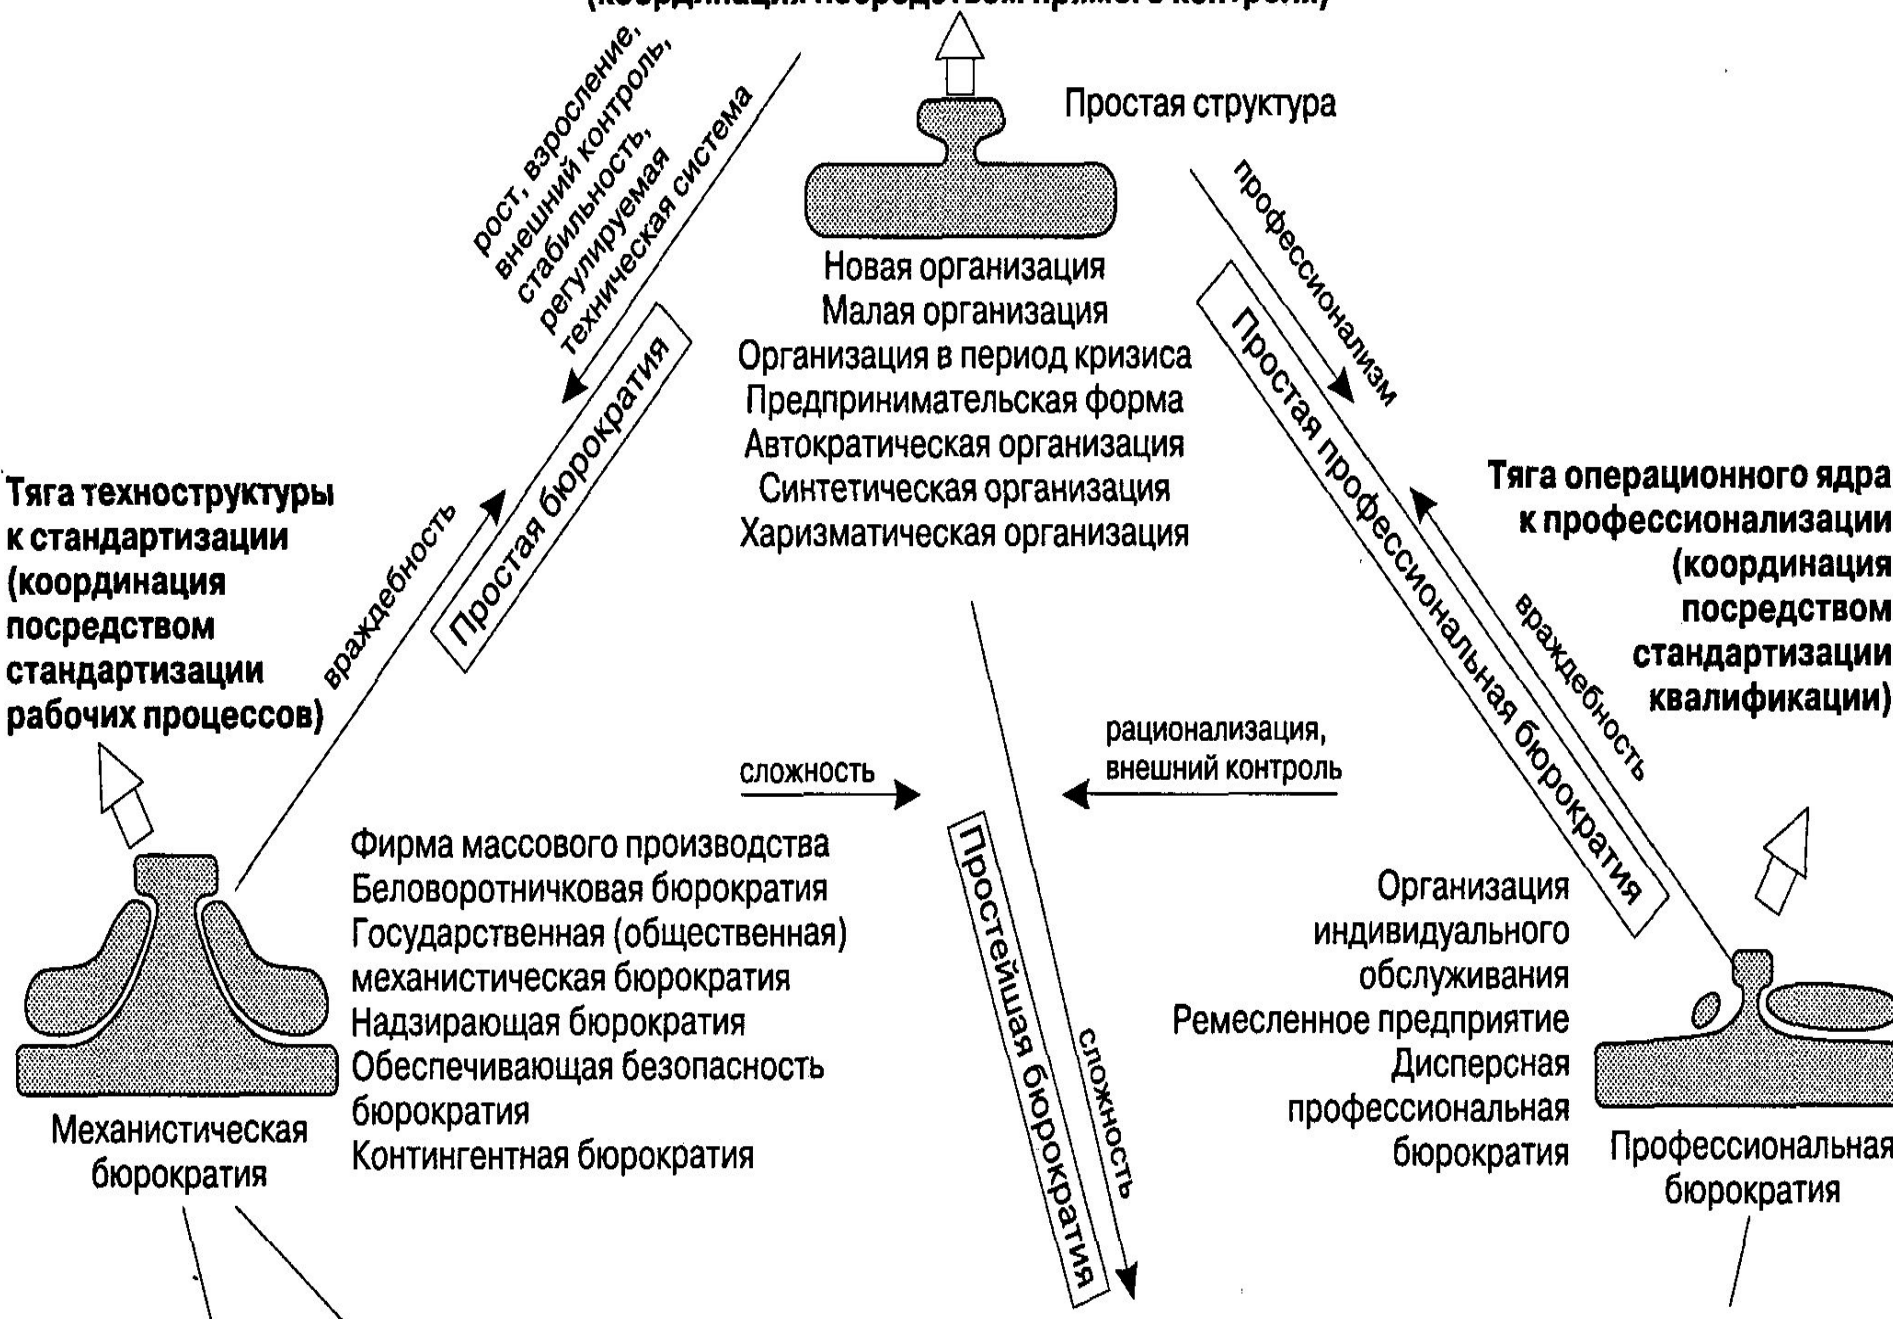 (координация посредством прямого контроля)
Простая структура
рост, взросление,
внешний контроль,
стабильность,
регулируемая
техническая система
профессионализм
Новая организация
Малая организация
Организация в период кризиса
Предпринимательская форма
Автократическая организация
Синтетическая организация
Харизматическая организация
Простая бюрократия
враждебность
Простая профессиональная бюрократия
враждебность
Тяга техноструктуры
к стандартизации
(координация
посредством
стандартизации
рабочих процессов)
Тяга операционного ядра
к профессионализации
(координация
посредством
стандартизации
квалификации)
сложность
рационализация,
внешний контроль
Фирма массового производства
Беловоротничковая бюрократия
Государственная (общественная)
механистическая бюрократия
Надзирающая бюрократия
Обеспечивающая безопасность
бюрократия
Контингентная бюрократия
Простейшая бюрократия
сложность
Организация
индивидуального
обслуживания
Ремесленное предприятие
Дисперсная
профессиональная
бюрократия
Механистическая
бюрократия
Профессиональная
бюрократия